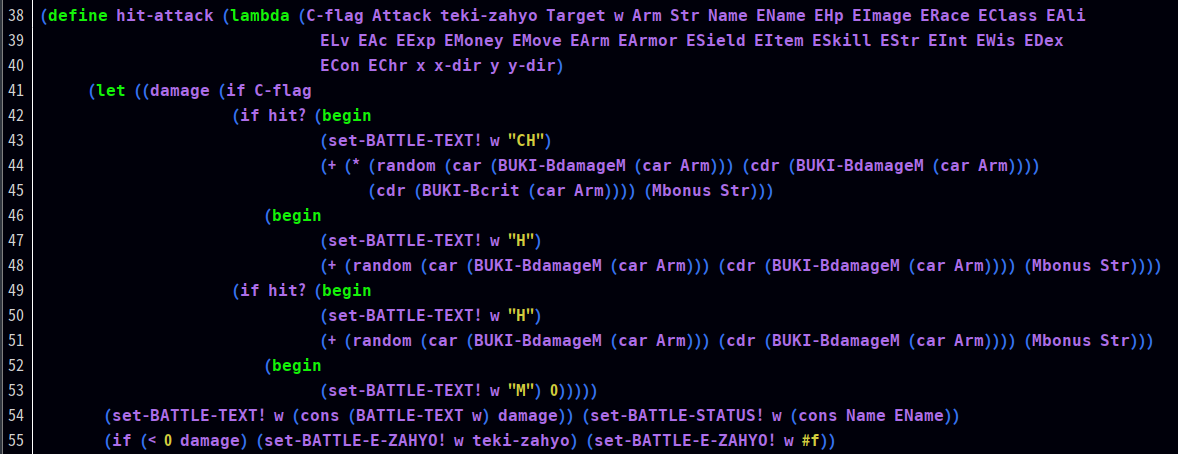 38 (define hit-attack (lambda (C-flag Attack teki-zahyo Target w Arm Str Name EName EHp EImage ERace EClass EAli
39 ELv EAc EExp EMoney EMove EArm EArmor ESield EItem ESkill EStr EInt EWis EDex
40 ECon EChr x x-dir y y-dir)
41 (let ((damage (if C-flag
42 (if hit? (begin
43 (set-BATTLE-TEXT! w "CH")
44 (+ (* (random (car (BUKI-BdamageM (car Arm))) (cdr (BUKI-BdamageM (car Arm))))
45 (cdr (BUKI-Bcrit (car Arm)))) (Mbonus Str)))
46 (begin
47 (set-BATTLE-TEXT! w "H")
48 (+ (random (car (BUKI-BdamageM (car Arm))) (cdr (BUKI-BdamageM (car Arm)))) (Mbonus Str))))
49 (if hit? (begin
50 (set-BATTLE-TEXT! w "H")
51 (+ (random (car (BUKI-BdamageM (car Arm))) (cdr (BUKI-BdamageM (car Arm)))) (Mbonus Str)))
52 (begin
53 (set-BATTLE-TEXT! w "M") 0)))))
54 (set-BATTLE-TEXT! w (cons (BATTLE-TEXT w) damage)) (set-BATTLE-STATUS! w (cons Name EName))
55 (if (< 0 damage) (set-BATTLE-E-ZAHYO! w teki-zahyo) (set-BATTLE-E-ZAHYO! w #f))